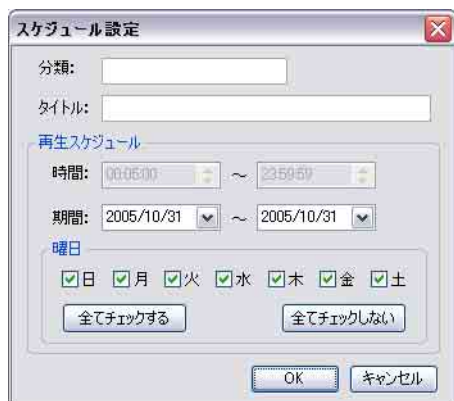 スケジュール設定
分類:
タイトル:
再生スケジュール
時間: 00:05:00 ～ 23:59:59
期間: 2005/10/31 ～ 2005/10/31
曜日
日 月 火 水 木 金 土
全てチェックする 全てチェックしない
OK キャンセル